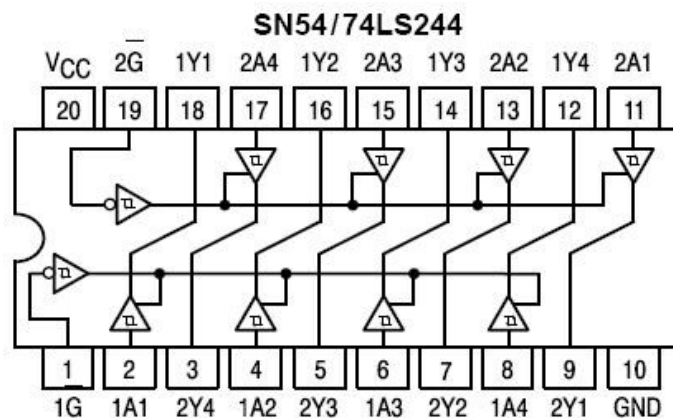 SN54/74LS244
VCC 2G 1Y1 2A4 1Y2 2A3 1Y3 2A2 1Y4 2A1
20 19 18 17 16 15 14 13 12 11
1 2 3 4 5 6 7 8 9 10
1G 1A1 2Y4 1A2 2Y3 1A3 2Y2 1A4 2Y1 GND